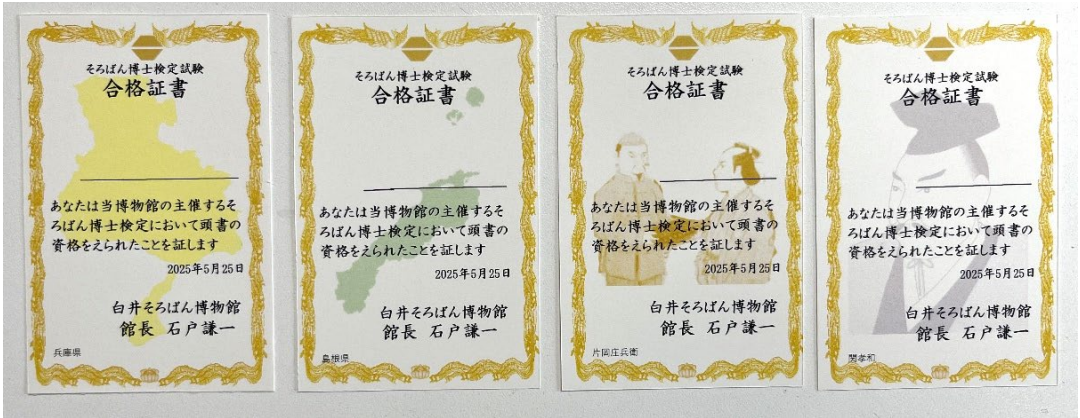 そろばん博士検定試験
合格証書
あなたは当博物館の主催するそ
ろばん博士検定において頭書の
資格をえられたことを証します
2025年5月25日
白井そろばん博物館
館長 石戸謙一
兵庫県
そろばん博士検定試験
合格証書
あなたは当博物館の主催するそ
ろばん博士検定において頭書の
資格をえられたことを証します
2025年5月25日
白井そろばん博物館
館長 石戸謙一
島根県
そろばん博士検定試験
合格証書
あなたは当博物館の主催するそ
ろばん博士検定において頭書の
資格をえられたことを証します
2025年5月25日
白井そろばん博物館
館長 石戸謙一
片岡庄兵衛
そろばん博士検定試験
合格証書
あなたは当博物館の主催するそ
ろばん博士検定において頭書の
資格をえられたことを証します
2025年5月25日
白井そろばん博物館
館長 石戸謙一
関孝和